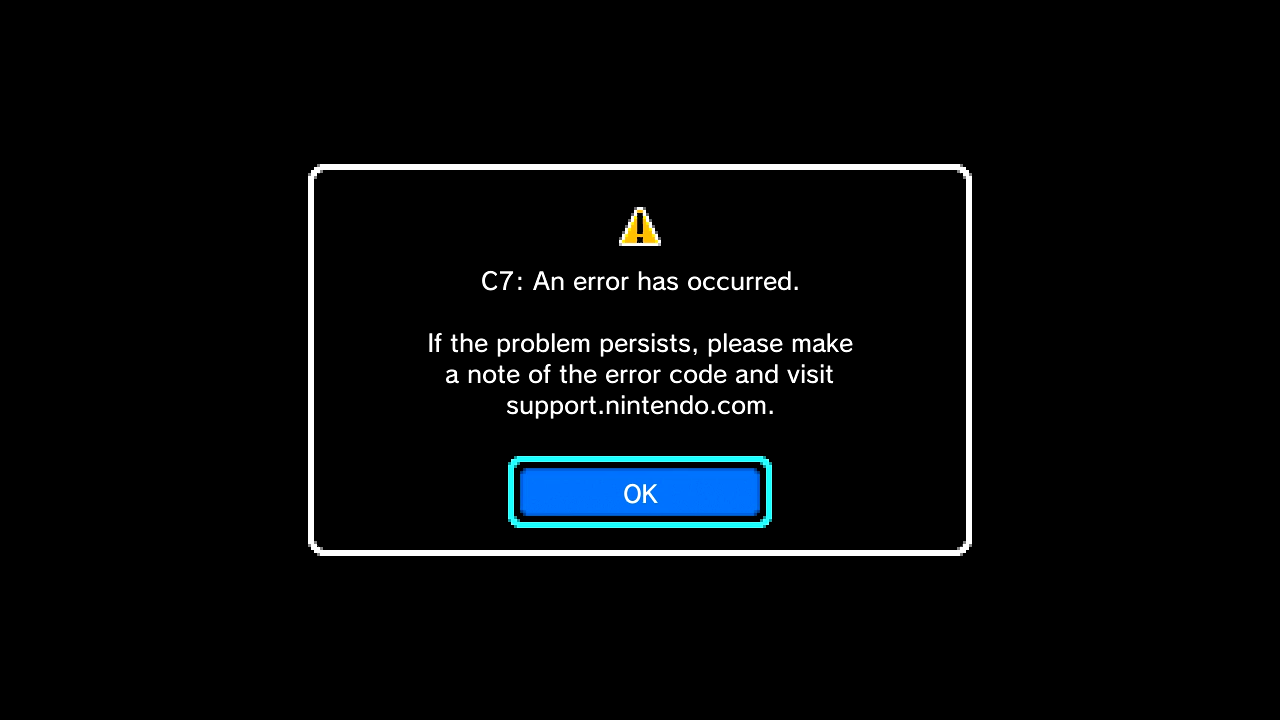 C7: An error has occurred.
If the problem persists, please make
a note of the error code and visit
support.nintendo.com.
OK